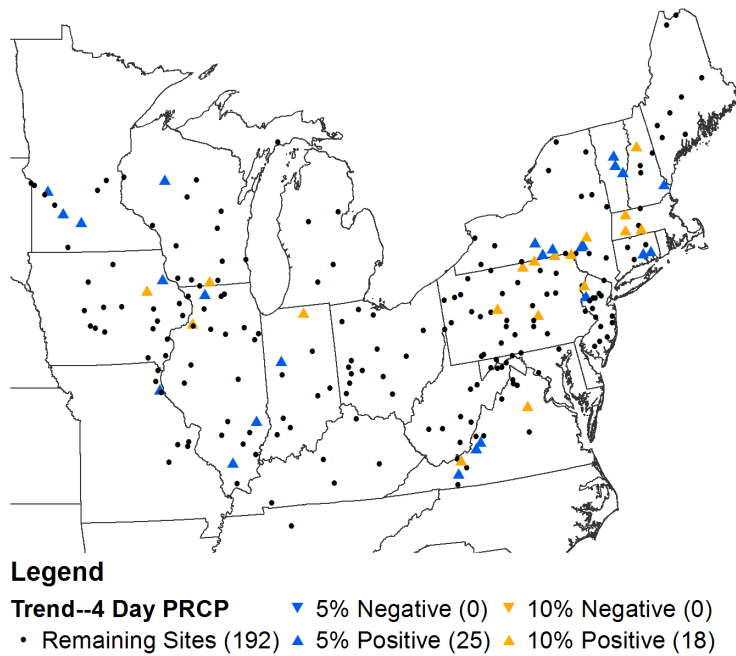 Legend
Trend--4 Day PRCP ▼ 5% Negative (0) ▼ 10% Negative (0)
• Remaining Sites (192) ▲ 5% Positive (25) ▲ 10% Positive (18)